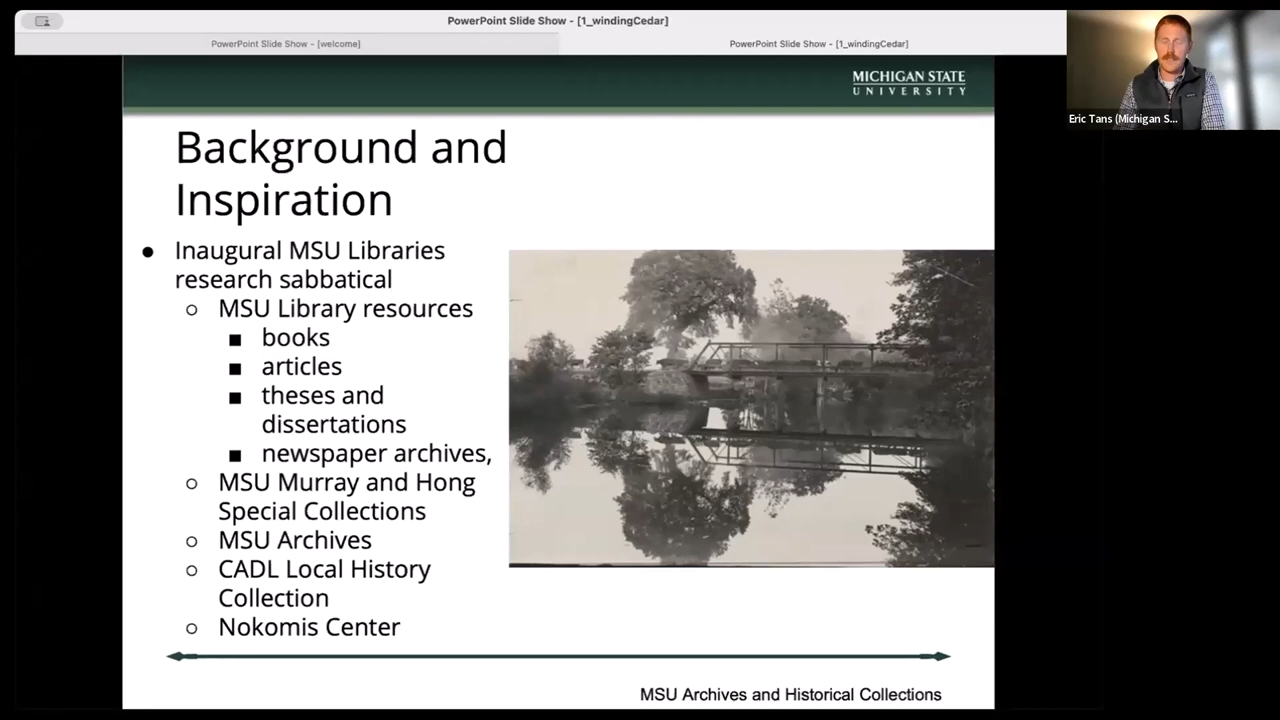 PowerPoint Slide Show - [1_windingCedar]
PowerPoint Slide Show - [welcome]
PowerPoint Slide Show - [1_windingCedar]
Eric Tans (Michigan S...
MICHIGAN STATE
UNIVERSITY
Background and
Inspiration
● Inaugural MSU Libraries
research sabbatical
○ MSU Library resources
■ books
■ articles
■ theses and
dissertations
■ newspaper archives,
○ MSU Murray and Hong
Special Collections
○ MSU Archives
○ CADL Local History
Collection
○ Nokomis Center
MSU Archives and Historical Collections